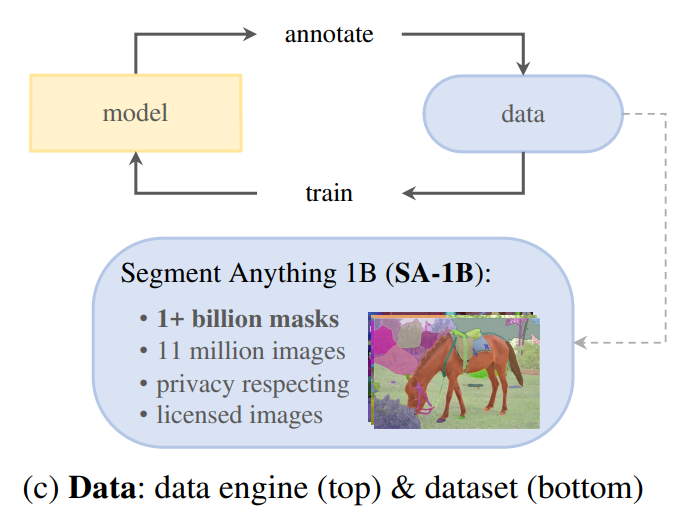 annotate
model
data
train
Segment Anything 1B (SA-1B):
• 1+ billion masks
• 11 million images
• privacy respecting
• licensed images
(c) Data: data engine (top) & dataset (bottom)